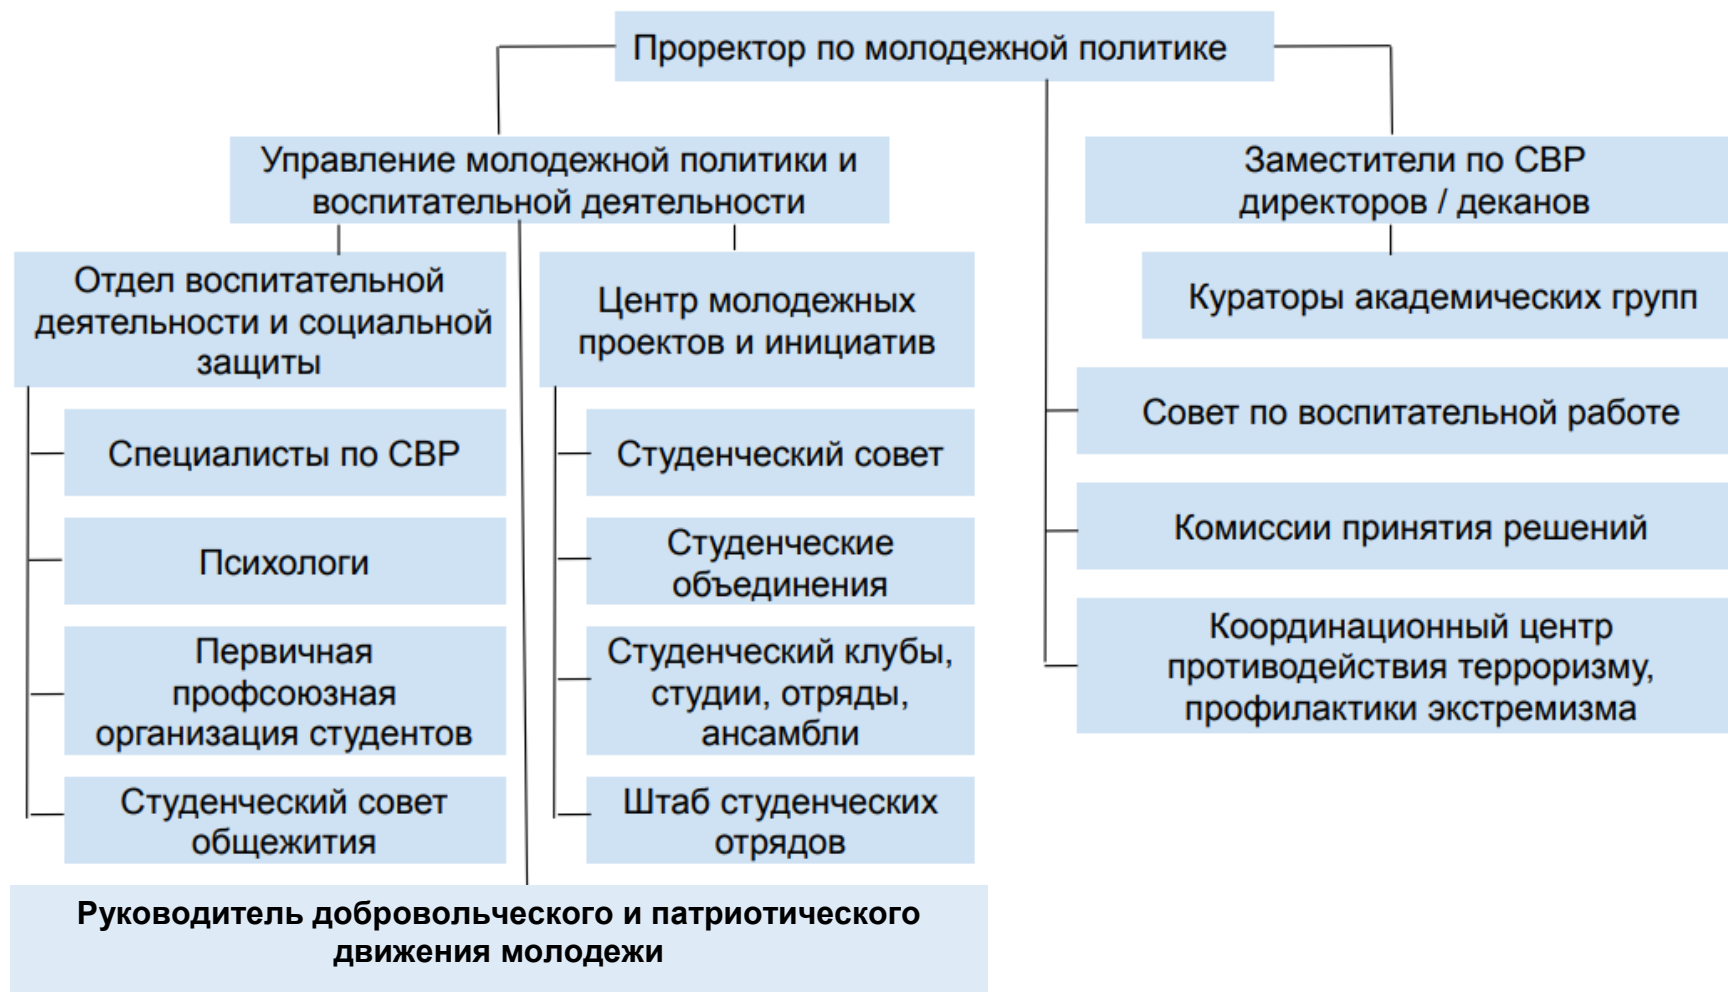 Проректор по молодежной политике
Управление молодежной политики и
воспитательной деятельности
Заместители по СВР
директоров / деканов
Отдел воспитательной
деятельности и социальной
защиты
Центр молодежных
проектов и инициатив
Кураторы академических групп
Специалисты по СВР
Психологи
Первичная
профсоюзная
организация студентов
Студенческий совет
общежития
Студенческий совет
Студенческие
объединения
Студенческий клубы,
студии, отряды,
ансамбли
Штаб студенческих
отрядов
Совет по воспитательной работе
Комиссии принятия решений
Координационный центр
противодействия терроризму,
профилактики экстремизма
Руководитель добровольческого и патриотического
движения молодежи